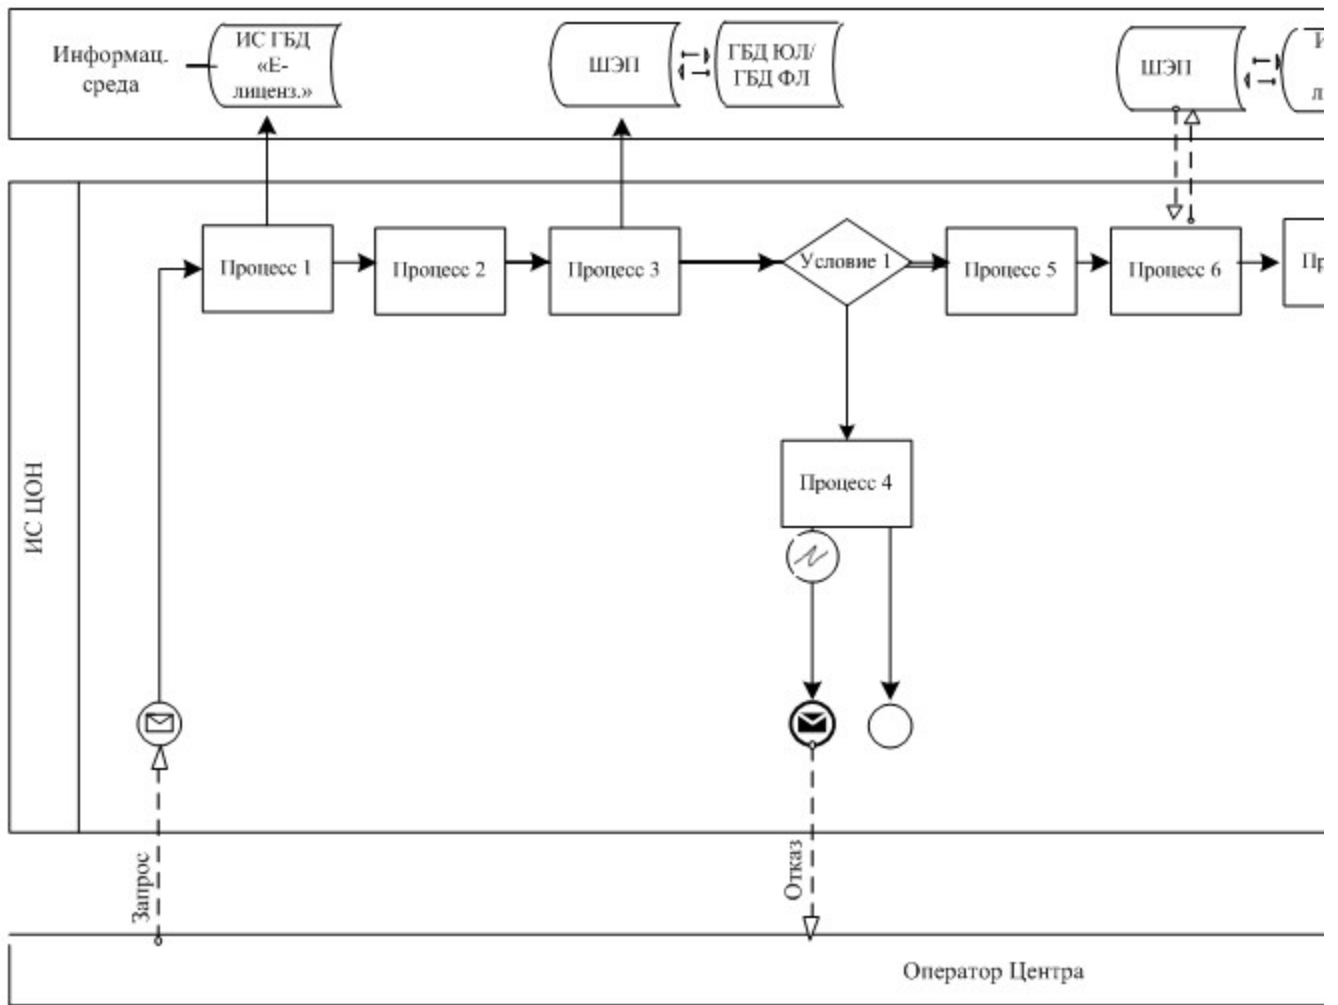 Информац.
среда
ИС ГБД
«Е-
лиценз.»
ШЭП
ГБД ЮЛ/
ГБД ФЛ
ШЭП
ИС ЦОН
Процесс 1
Процесс 2
Процесс 3
Условие 1
Процесс 5
Процесс 6
Процесс 4
Запрос
Отказ
Оператор Центра